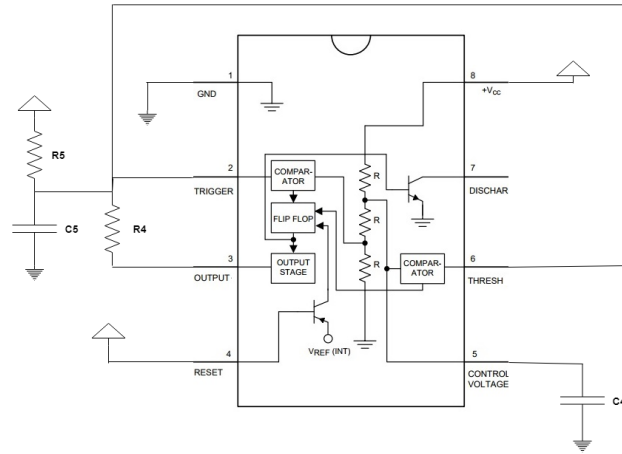 1
GND
8
+Vcc
R5
2
TRIGGER
COMPAR-
ATOR
R
7
DISCHAR
C5
R4
FLIP FLOP
R
3
OUTPUT
OUTPUT
STAGE
R
COMPAR-
ATOR
6
THRESH
4
RESET
VREF (INT)
5
CONTROL
VOLTAGE
C4